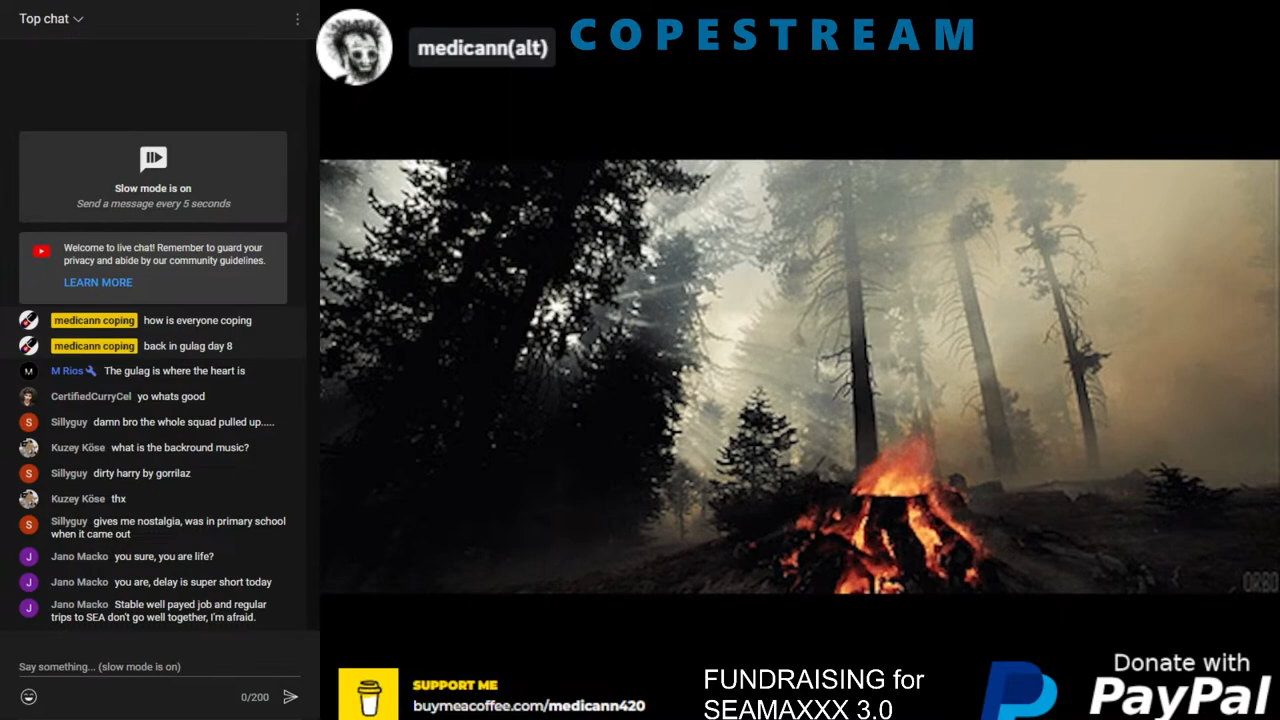 Top chat
medicann(alt)
COPESTREAM
Slow mode is on
Send a message every 5 seconds
Welcome to live chat! Remember to guard your
privacy and abide by our community guidelines.
LEARN MORE
medicann coping how is everyone coping
medicann coping back in gulag day 8
M M Rios The gulag is where the heart is
CertifiedCurryCel yo whats good
S Sillyguy damn bro the whole squad pulled up.....
Kuzey Köse what is the backround music?
S Sillyguy dirty harry by gorrilaz
Kuzey Köse thx
S Sillyguy gives me nostalgia, was in primary school
when it came out
J Jano Macko you sure, you are life?
J Jano Macko you are, delay is super short today
J Jano Macko Stable well payed job and regular
trips to SEA don't go well together, I'm afraid.
Say something... (slow mode is on)
0/200
ORBO
SUPPORT ME
buymeacoffee.com/medicann420
FUNDRAISING for
SEAMAXXX 3.0
Donate with
PayPal